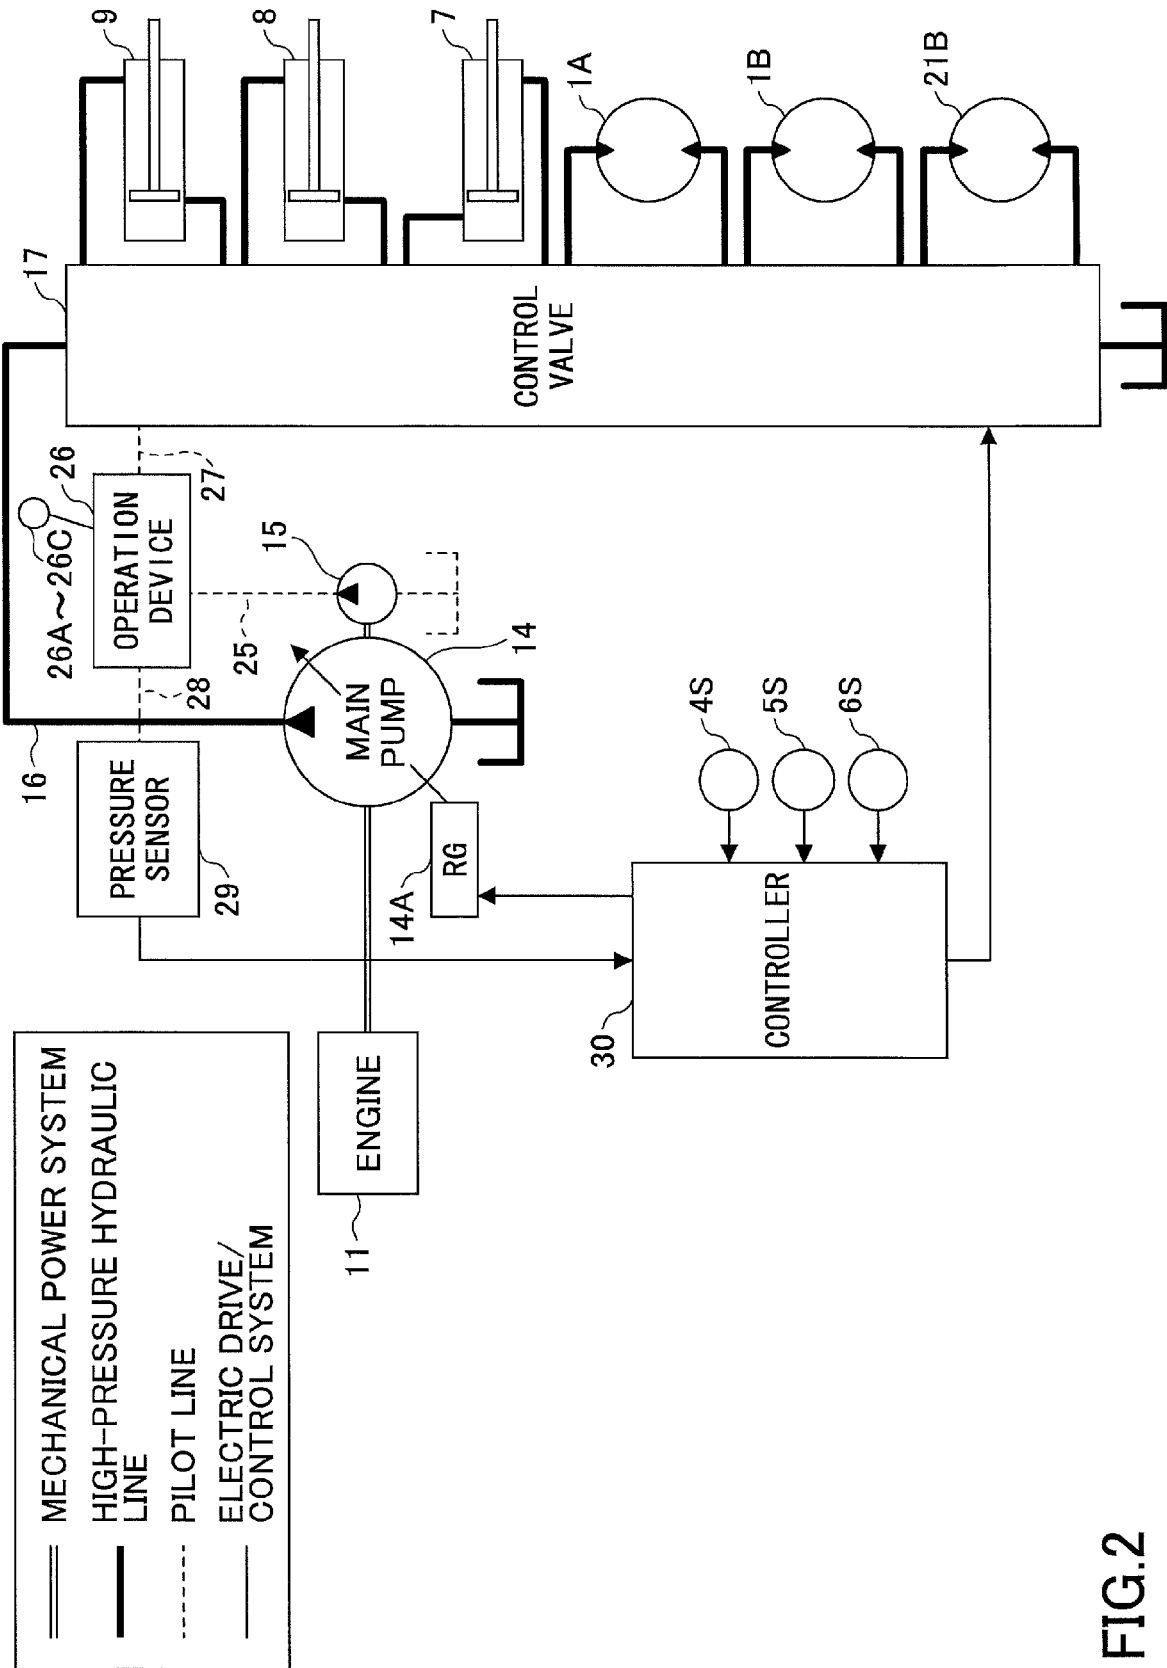 MECHANICAL POWER SYSTEM
HIGH-PRESSURE HYDRAULIC
LINE
PILOT LINE
ELECTRIC DRIVE/
CONTROL SYSTEM
16
26A~26C
26
17
9
8
7
1A
1B
21B
PRESSURE
SENSOR
29
28
OPERATION
DEVICE
27
25
15
CONTROL
VALVE
ENGINE
11
MAIN
PUMP
14
RG
14A
CONTROLLER
30
4S
5S
6S
FIG.2